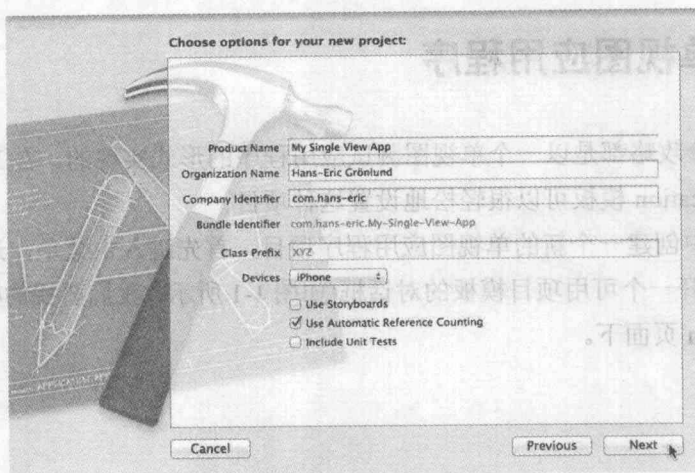 Choose options for your new project:
Product Name My Single View App
Organization Name Hans-Eric Grönlund
Company Identifier com.hans-eric
Bundle Identifier com.hans-eric.My-Single-View-App
Class Prefix XYZ
Devices iPhone
Use Storyboards
Use Automatic Reference Counting
Include Unit Tests
Cancel Previous Next